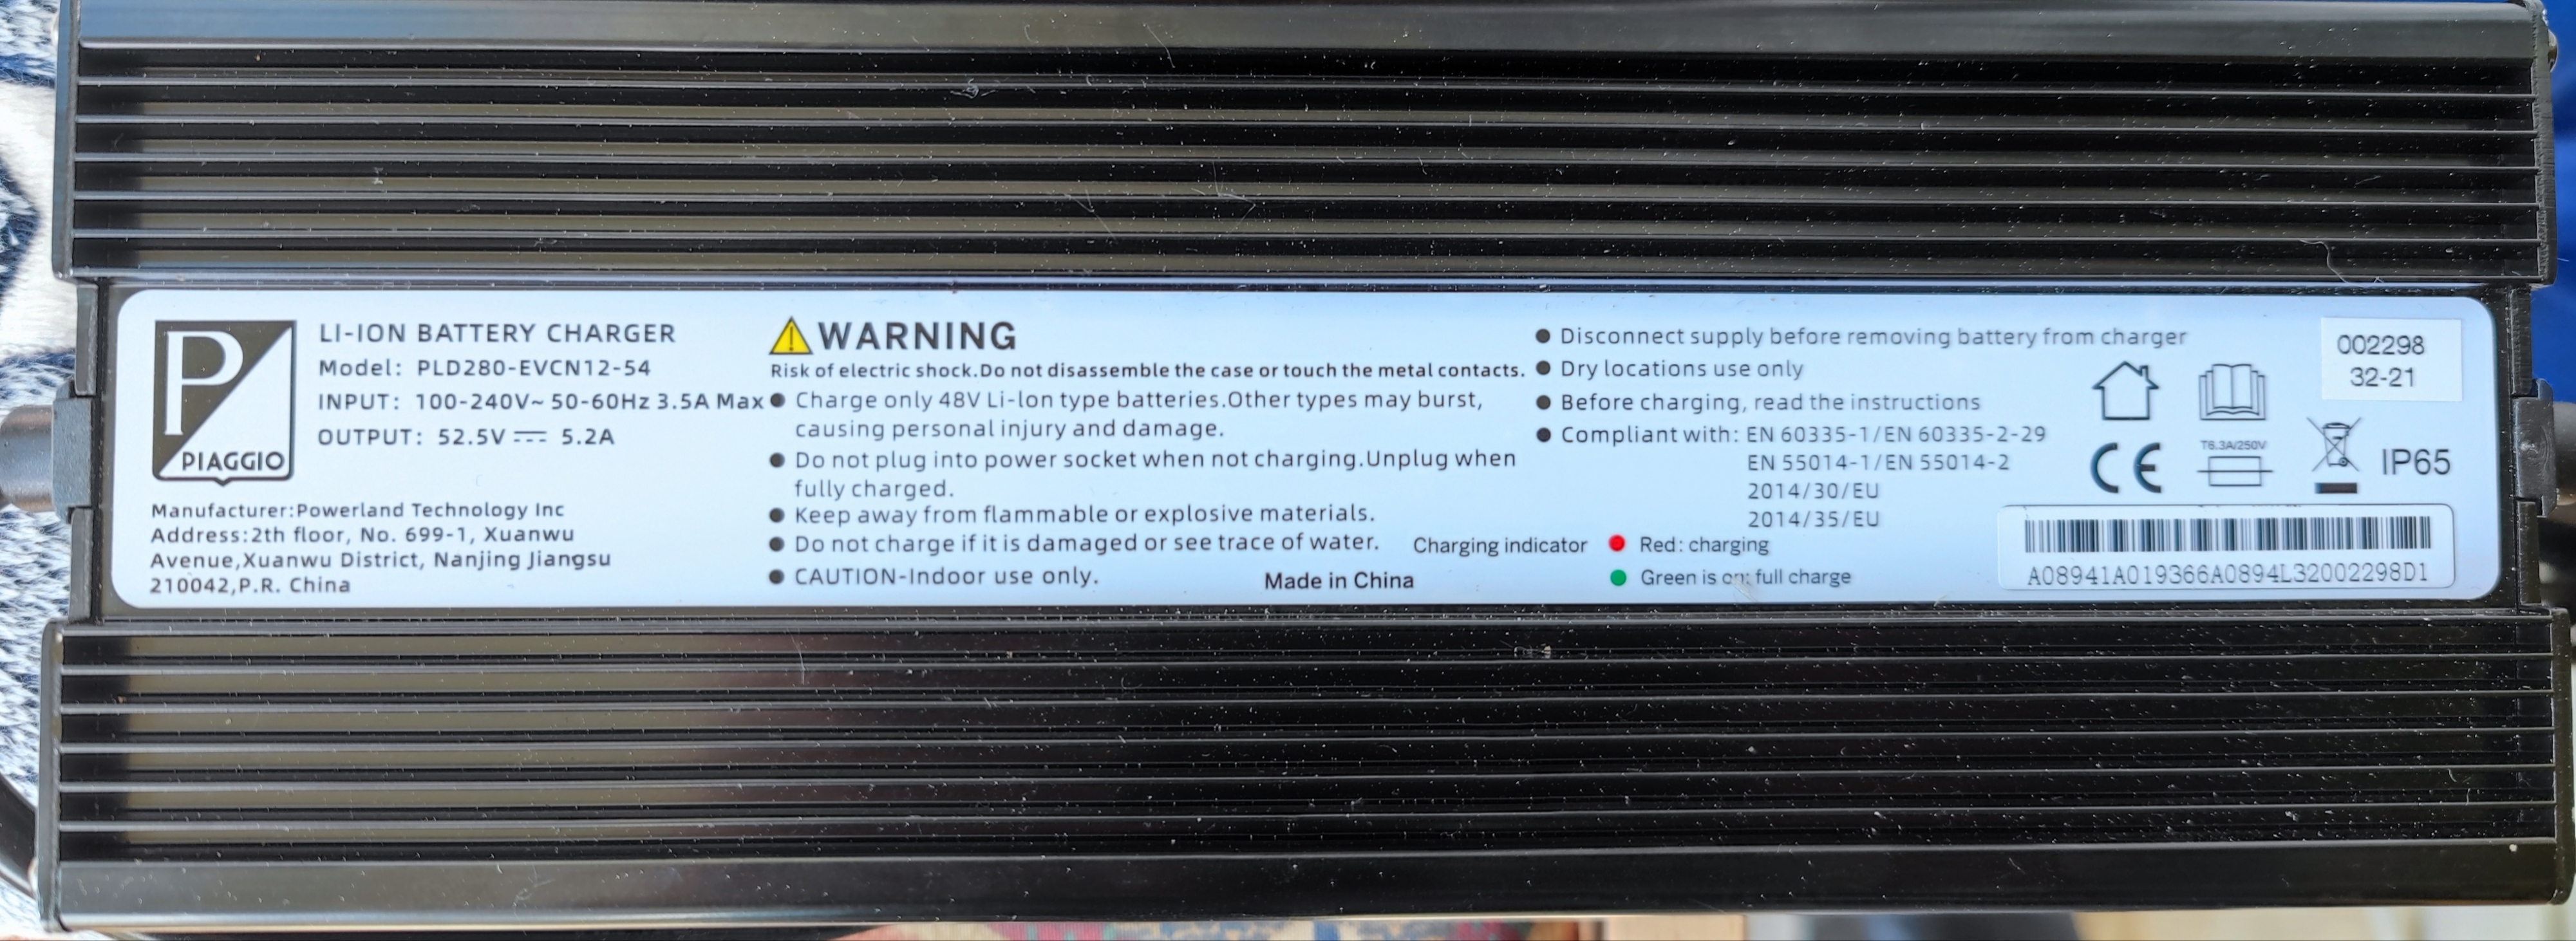 P
PIAGGIO
LI-ION BATTERY CHARGER
Model: PLD280-EVCN12-54
INPUT: 100-240V~ 50-60Hz 3.5A Max
OUTPUT: 52.5V⎓ 5.2A
Manufacturer:Powerland Technology Inc
Address:2th floor, No. 699-1, Xuanwu
Avenue,Xuanwu District, Nanjing Jiangsu
210042,P.R. China
WARNING
Risk of electric shock.Do not disassemble the case or touch the metal contacts.
● Charge only 48V Li-lon type batteries.Other types may burst,
causing personal injury and damage.
● Do not plug into power socket when not charging.Unplug when
fully charged.
● Keep away from flammable or explosive materials.
● Do not charge if it is damaged or see trace of water.
● CAUTION-Indoor use only.
Made in China
● Disconnect supply before removing battery from charger
● Dry locations use only
● Before charging, read the instructions
● Compliant with: EN 60335-1/EN 60335-2-29
EN 55014-1/EN 55014-2
2014/30/EU
2014/35/EU
Charging indicator ● Red: charging
● Green is on: full charge
002298
32-21
CE
T6.3A/250V
IP65
A08941A019366A0894L32002298D1